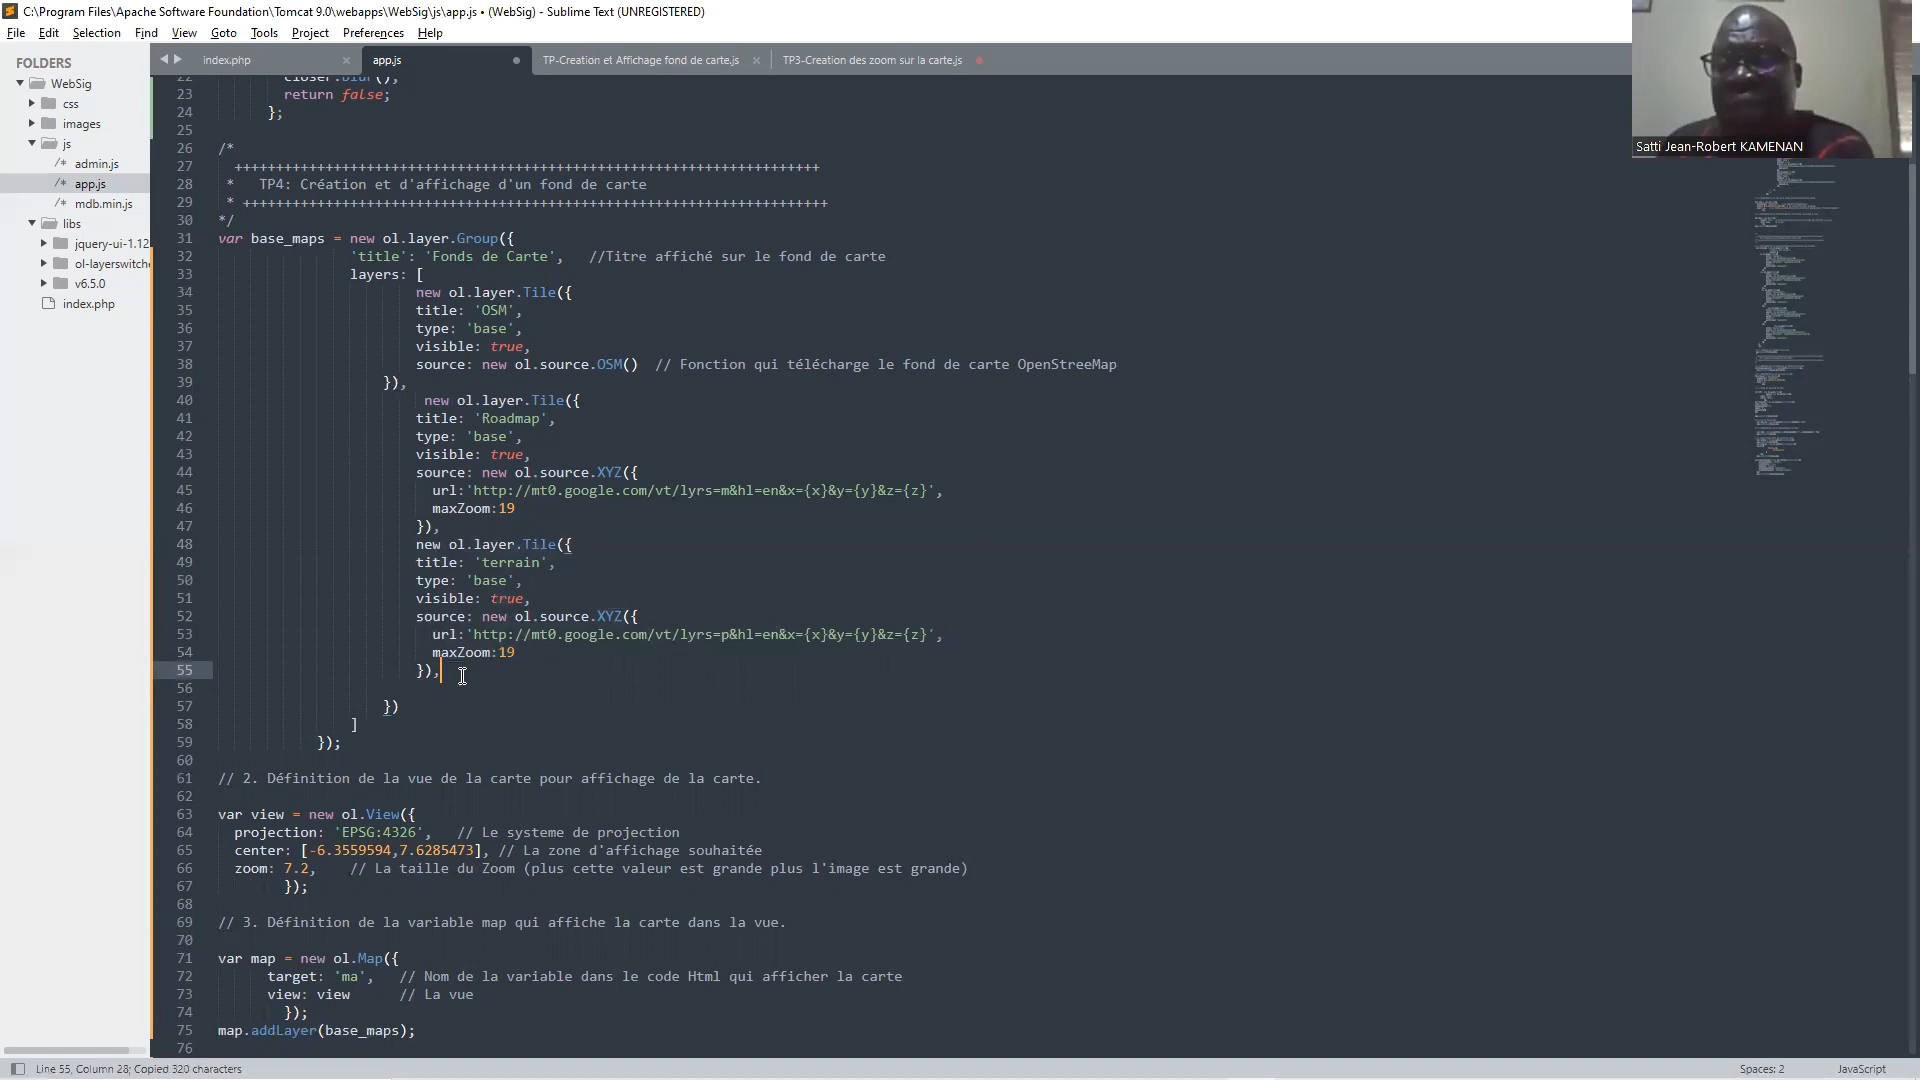 C:\Program Files\Apache Software Foundation\Tomcat 9.0\webapps\WebSig\js\app.js • (WebSig) - Sublime Text (UNREGISTERED)
File Edit Selection Find View Goto Tools Project Preferences Help
FOLDERS
WebSig
css
images
js
/* admin.js
/* app.js
/* mdb.min.js
libs
jquery-ui-1.12
ol-layerswitche
v6.5.0
index.php
index.php
app.js
TP-Creation et Affichage fond de carte.js
TP3-Creation des zoom sur la carte.js
Satti Jean-Robert KAMENAN
22 closer.blur();
23 return false;
24 };
25
26 /*
27 +++++++++++++++++++++++++++++++++++++++++++++++++++++++++++++++++++++++
28 * TP4: Création et d'affichage d'un fond de carte
29 * +++++++++++++++++++++++++++++++++++++++++++++++++++++++++++++++++++++++
30 */
31 var base_maps = new ol.layer.Group({
32 'title': 'Fonds de Carte', //Titre affiché sur le fond de carte
33 layers: [
34 new ol.layer.Tile({
35 title: 'OSM',
36 type: 'base',
37 visible: true,
38 source: new ol.source.OSM() // Fonction qui télécharge le fond de carte OpenStreeMap
39 }),
40 new ol.layer.Tile({
41 title: 'Roadmap',
42 type: 'base',
43 visible: true,
44 source: new ol.source.XYZ({
45 url:'http://mt0.google.com/vt/lyrs=m&hl=en&x={x}&y={y}&z={z}',
46 maxZoom:19
47 }),
48 new ol.layer.Tile({
49 title: 'terrain',
50 type: 'base',
51 visible: true,
52 source: new ol.source.XYZ({
53 url:'http://mt0.google.com/vt/lyrs=p&hl=en&x={x}&y={y}&z={z}',
54 maxZoom:19
55 }),
56
57 })
58 ]
59 });
60
61 // 2. Définition de la vue de la carte pour affichage de la carte.
62
63 var view = new ol.View({
64 projection: 'EPSG:4326', // Le systeme de projection
65 center: [-6.3559594,7.6285473], // La zone d'affichage souhaitée
66 zoom: 7.2, // La taille du Zoom (plus cette valeur est grande plus l'image est grande)
67 });
68
69 // 3. Définition de la variable map qui affiche la carte dans la vue.
70
71 var map = new ol.Map({
72 target: 'ma', // Nom de la variable dans le code Html qui afficher la carte
73 view: view // La vue
74 });
75 map.addLayer(base_maps);
76
Line 55, Column 28; Copied 320 characters
Spaces: 2
JavaScript